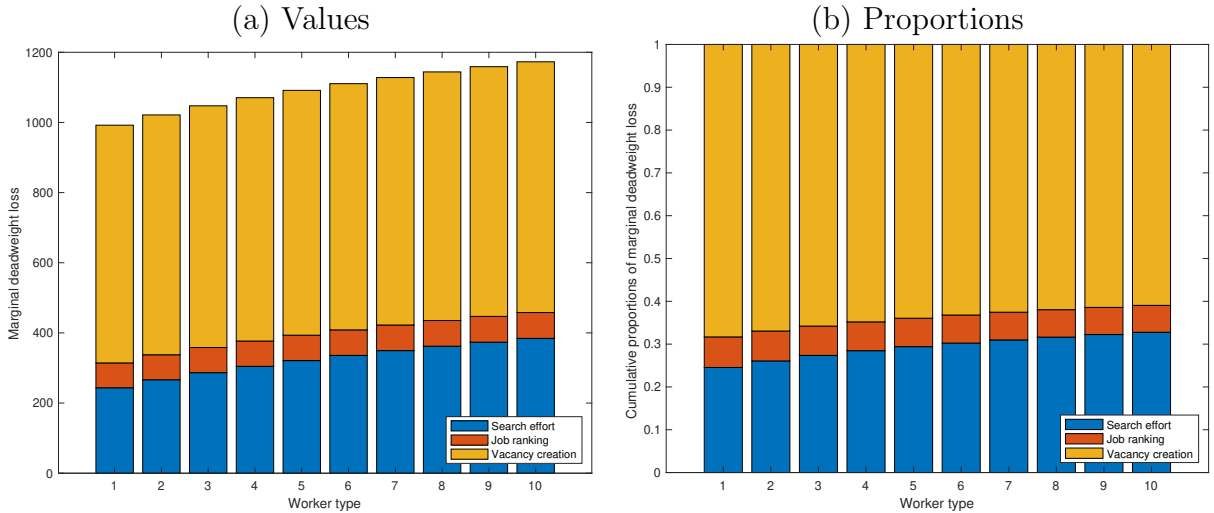 (a) Values
1200
1000
800
600
400
200
0
Marginal deadweight loss
1 2 3 4 5 6 7 8 9 10
Worker type
Search effort
Job ranking
Vacancy creation
(b) Proportions
1
0.9
0.8
0.7
0.6
0.5
0.4
0.3
0.2
0.1
0
Cumulative proportions of marginal deadweight loss
1 2 3 4 5 6 7 8 9 10
Worker type
Search effort
Job ranking
Vacancy creation